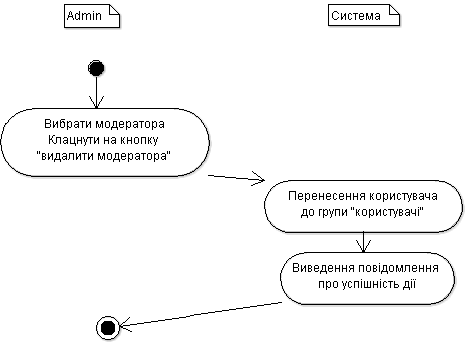 Admin
Система
Вибрати модератора
Клацнути на кнопку
"видалити модератора"
Перенесення користувача
до групи "користувачі"
Виведення повідомлення
про успішність дії